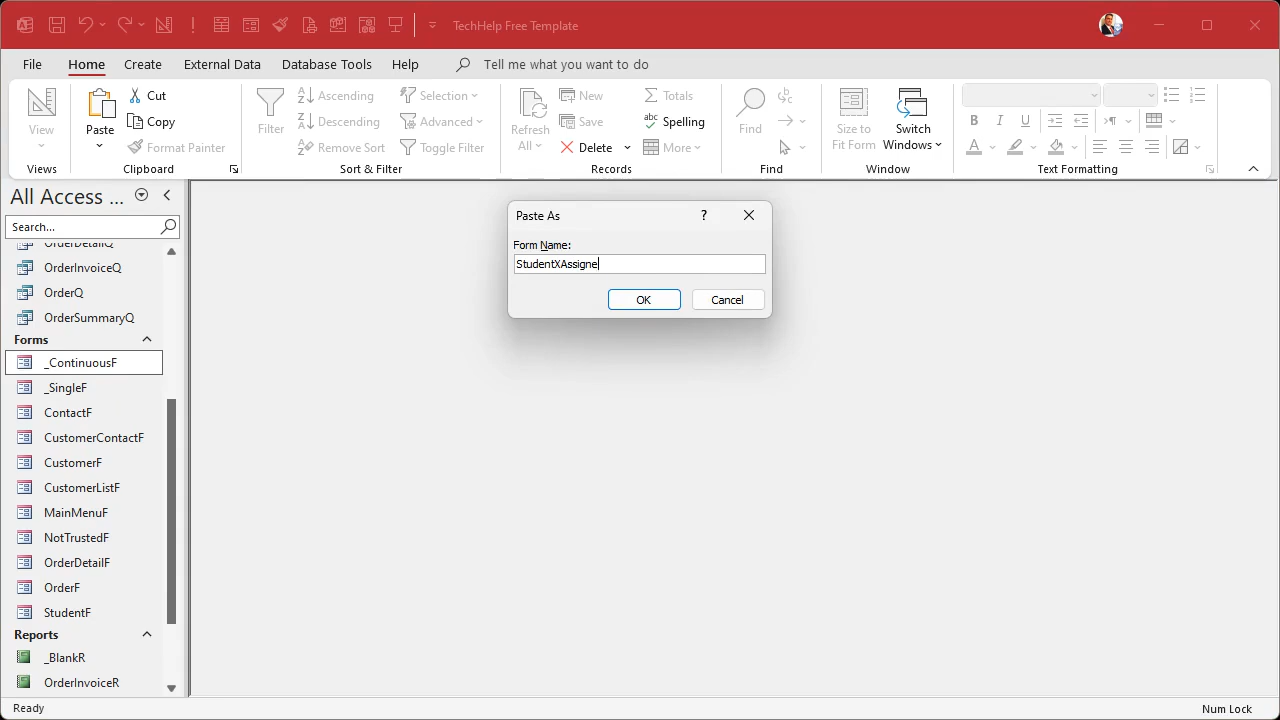 TechHelp Free Template
File Home Create External Data Database Tools Help Tell me what you want to do
View
Views
Paste
Cut
Copy
Format Painter
Clipboard
Filter
Ascending
Descending
Remove Sort
Selection
Advanced
Toggle Filter
Sort & Filter
Refresh
All
New
Save
Delete
Totals
Spelling
More
Records
Find
Find
Size to
Fit Form
Switch
Windows
Window
B I U
A
Text Formatting
All Access ...
Search...
OrderDetailQ
OrderInvoiceQ
OrderQ
OrderSummaryQ
Forms
_ContinuousF
_SingleF
ContactF
CustomerContactF
CustomerF
CustomerListF
MainMenuF
NotTrustedF
OrderDetailF
OrderF
StudentF
Reports
_BlankR
OrderInvoiceR
Paste As
?
Form Name:
StudentXAssigne
OK Cancel
Ready
Num Lock